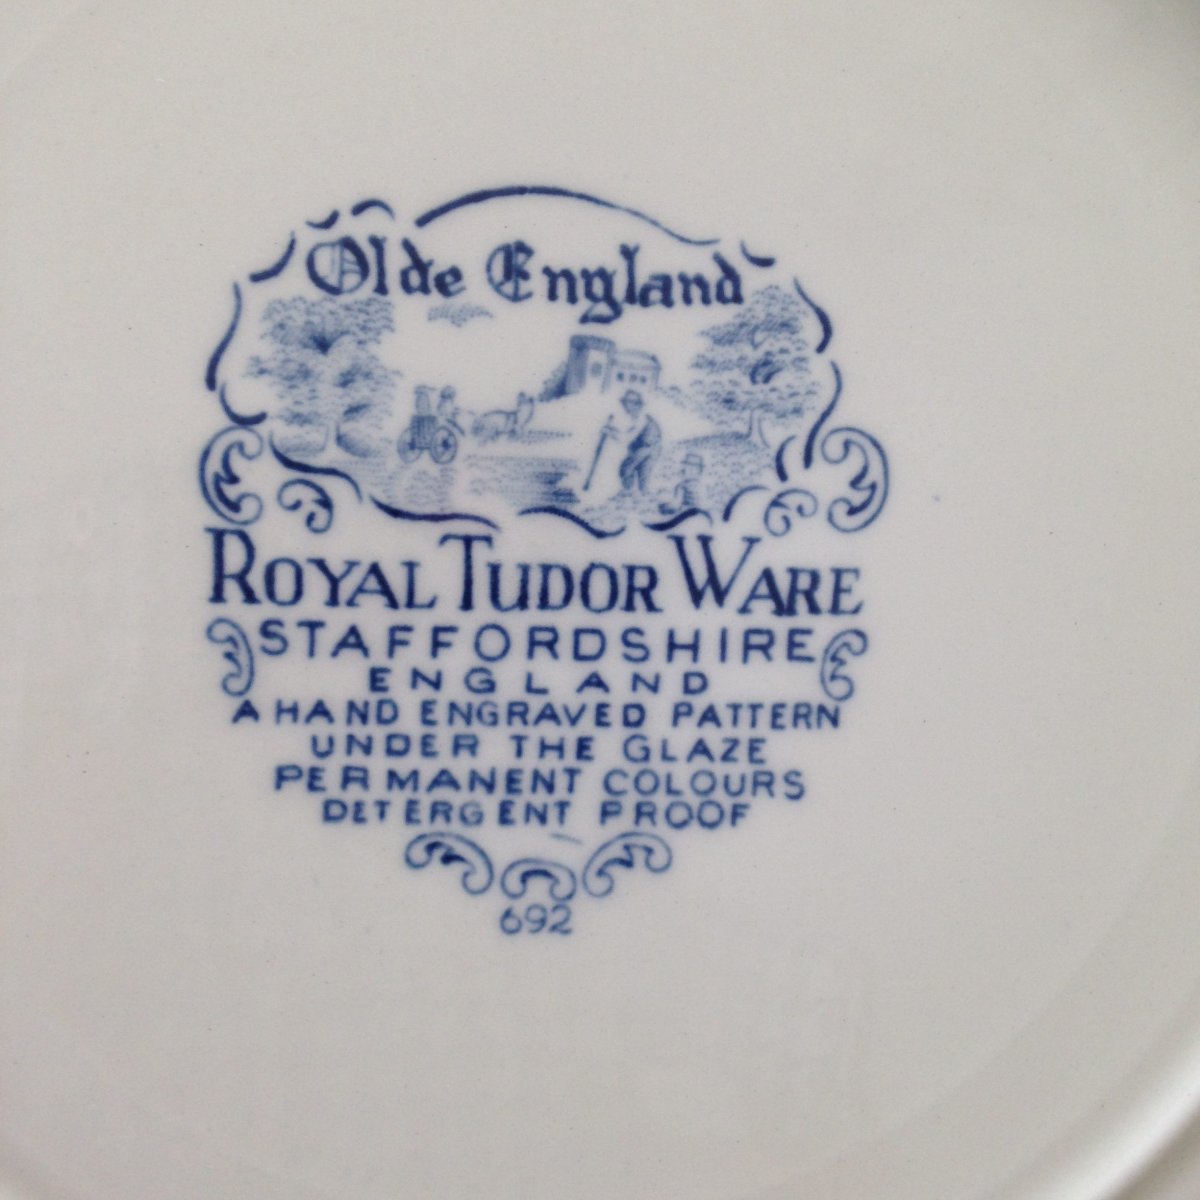 Olde England
ROYAL TUDOR WARE
STAFFORDSHIRE
ENGLAND
A HAND ENGRAVED PATTERN
UNDER THE GLAZE
PERMANENT COLOURS
DETERGENT PROOF
692